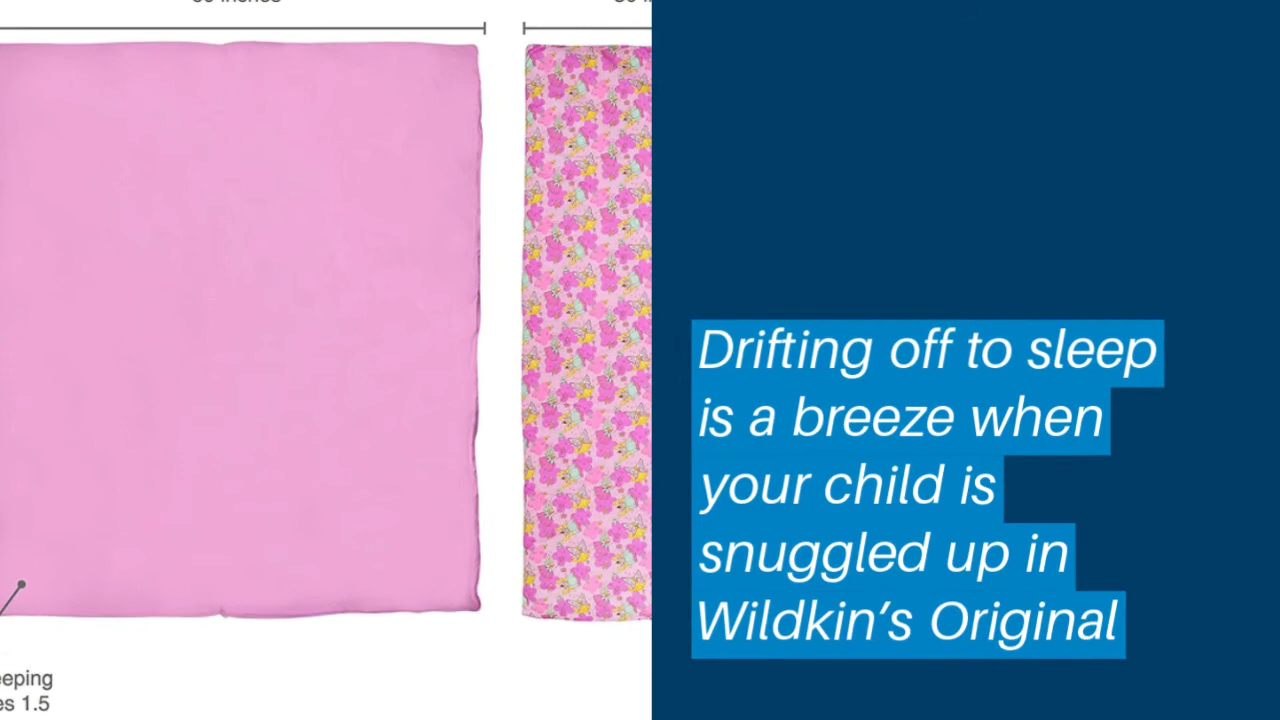 eeping
es 1.5
Drifting off to sleep
is a breeze when
your child is
snuggled up in
Wildkin’s Original